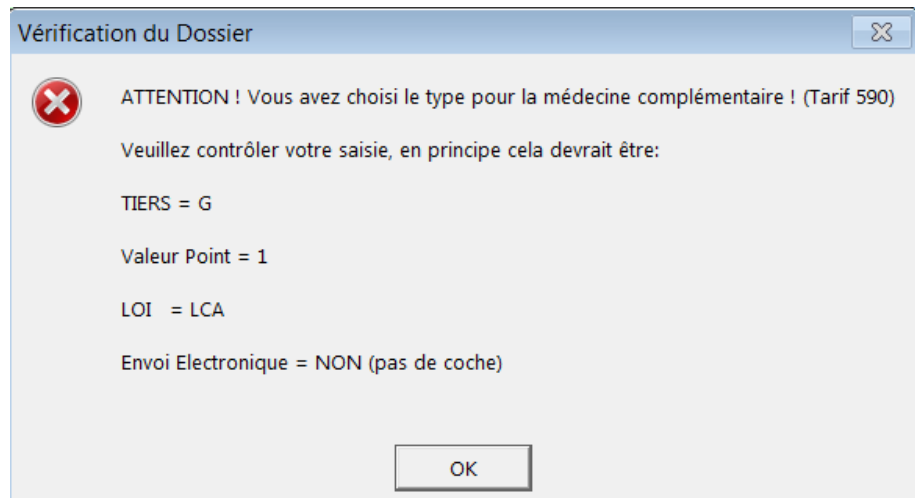 Vérification du Dossier
ATTENTION ! Vous avez choisi le type pour la médecine complémentaire ! (Tarif 590)
Veuillez contrôler votre saisie, en principe cela devrait être:
TIERS = G
Valeur Point = 1
LOI = LCA
Envoi Electronique = NON (pas de coche)
OK